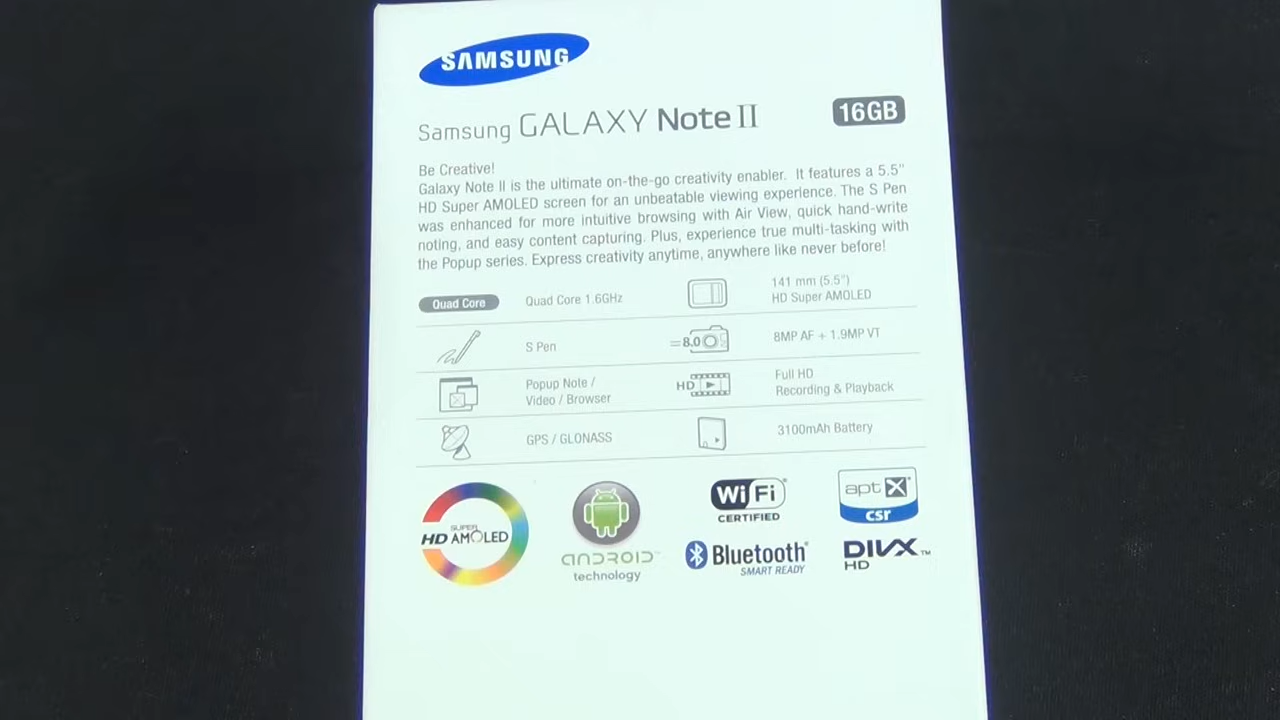 SAMSUNG
Samsung GALAXY Note II 16GB
Be Creative!
Galaxy Note II is the ultimate on-the-go creativity enabler. It features a 5.5"
HD Super AMOLED screen for an unbeatable viewing experience. The S Pen
was enhanced for more intuitive browsing with Air View, quick hand-write
noting, and easy content capturing. Plus, experience true multi-tasking with
the Popup series. Express creativity anytime, anywhere like never before!
Quad Core Quad Core 1.6GHz
141 mm (5.5")
HD Super AMOLED
S Pen
=8.0 8MP AF + 1.9MP VT
Popup Note /
Video / Browser
HD Full HD
Recording & Playback
GPS / GLONASS
3100mAh Battery
SUPER
HD AMOLED
ANDROID™
technology
Wi Fi®
CERTIFIED
Bluetooth®
SMART READY
aptX
csr
DIVX™
HD